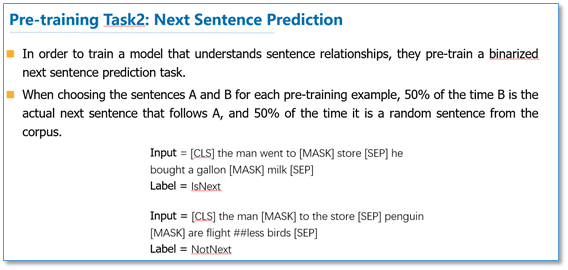 Pre-training Task2: Next Sentence Prediction
In order to train a model that understands sentence relationships, they pre-train a binarized
next sentence prediction task.
When choosing the sentences A and B for each pre-training example, 50% of the time B is the
actual next sentence that follows A, and 50% of the time it is a random sentence from the
corpus.
Input = [CLS] the man went to [MASK] store [SEP] he
bought a gallon [MASK] milk [SEP]
Label = IsNext
Input = [CLS] the man [MASK] to the store [SEP] penguin
[MASK] are flight ##less birds [SEP]
Label = NotNext